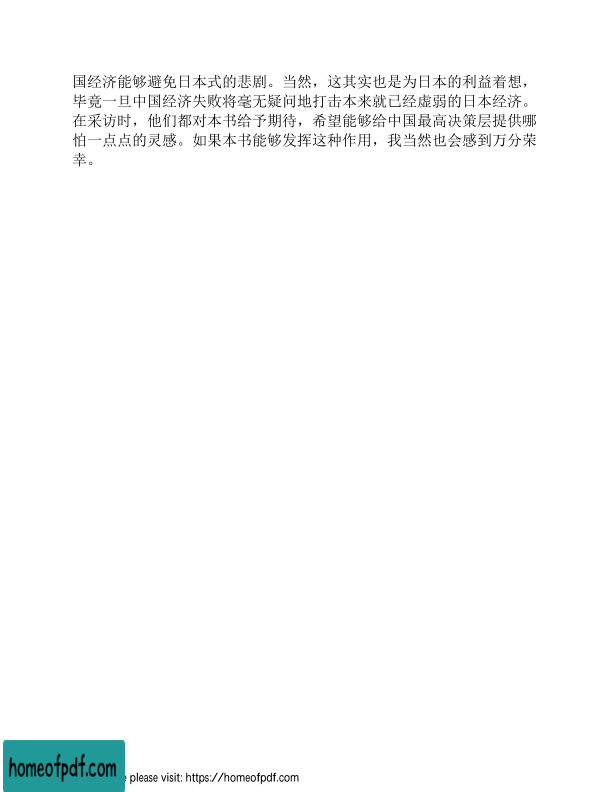 国经济能够避免日本式的悲剧。当然，这其实也是为日本的利益着想，
毕竟一旦中国经济失败将毫无疑问地打击本来就已经虚弱的日本经济。
在采访时，他们都对本书给予期待，希望能够给中国最高决策层提供哪
怕一点点的灵感。如果本书能够发挥这种作用，我当然也会感到万分荣
幸。
homeofpdf.com
please visit: https://homeofpdf.com